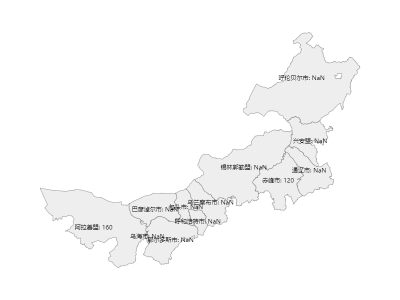 呼伦贝尔市: NaN
兴安盟: NaN
通辽市: NaN
锡林郭勒盟: NaN
赤峰市: 120
乌兰察布市: NaN
巴彦淖尔市: NaN
包头市: NaN
呼和浩特市: NaN
阿拉善盟: 160
乌海市: NaN
鄂尔多斯市: NaN